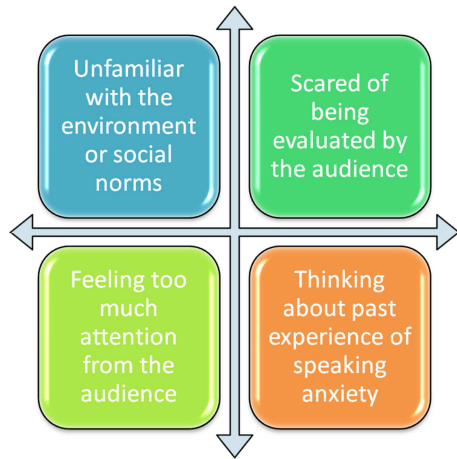 Unfamiliar
with the
environment
or social
norms
Scared of
being
evaluated by
the audience
Feeling too
much
attention
from the
audience
Thinking
about past
experience of
speaking
anxiety